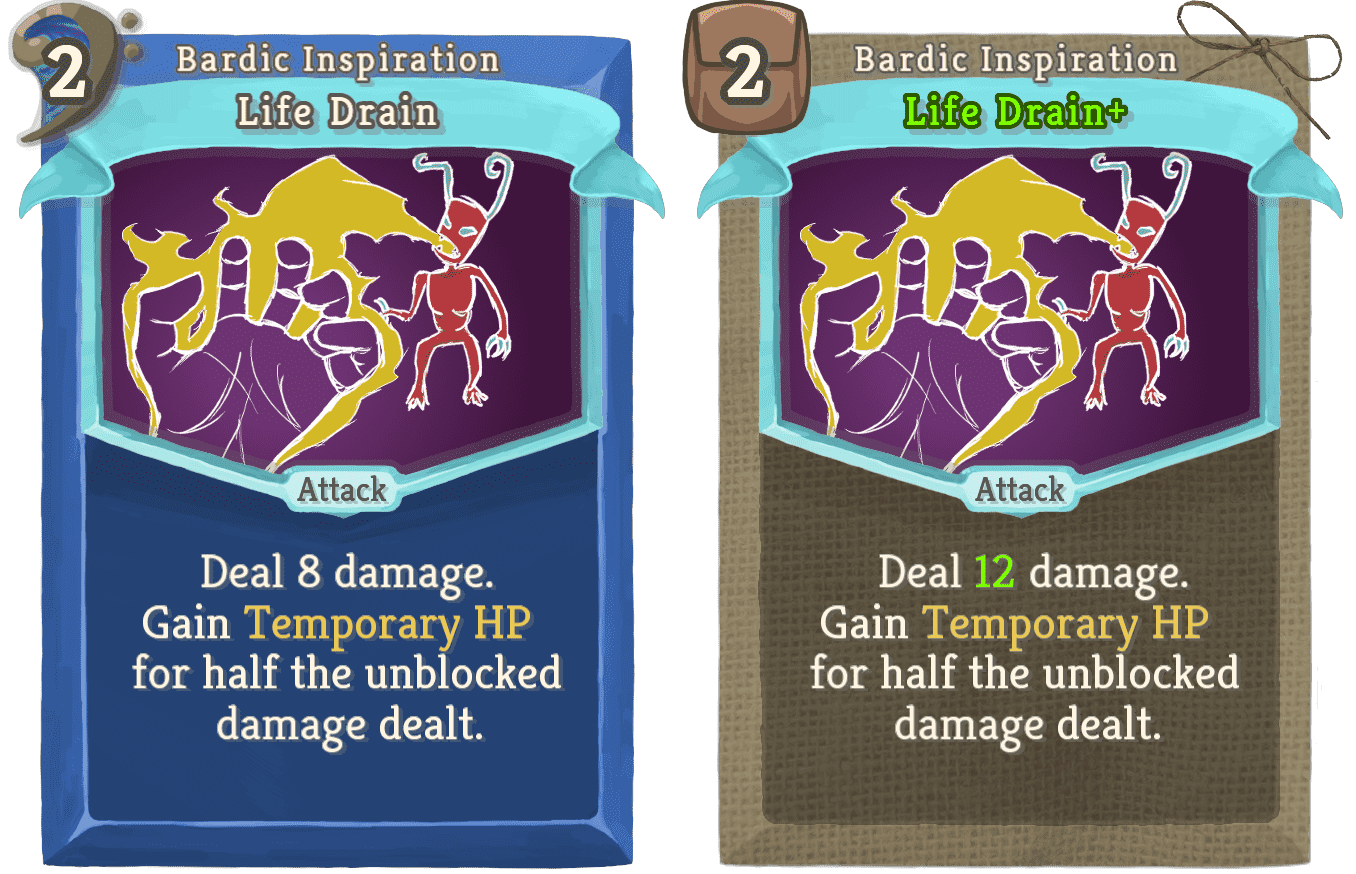 2
Bardic Inspiration
Life Drain
Attack
Deal 8 damage.
Gain Temporary HP
for half the unblocked
damage dealt.
2
Bardic Inspiration
Life Drain+
Attack
Deal 12 damage.
Gain Temporary HP
for half the unblocked
damage dealt.